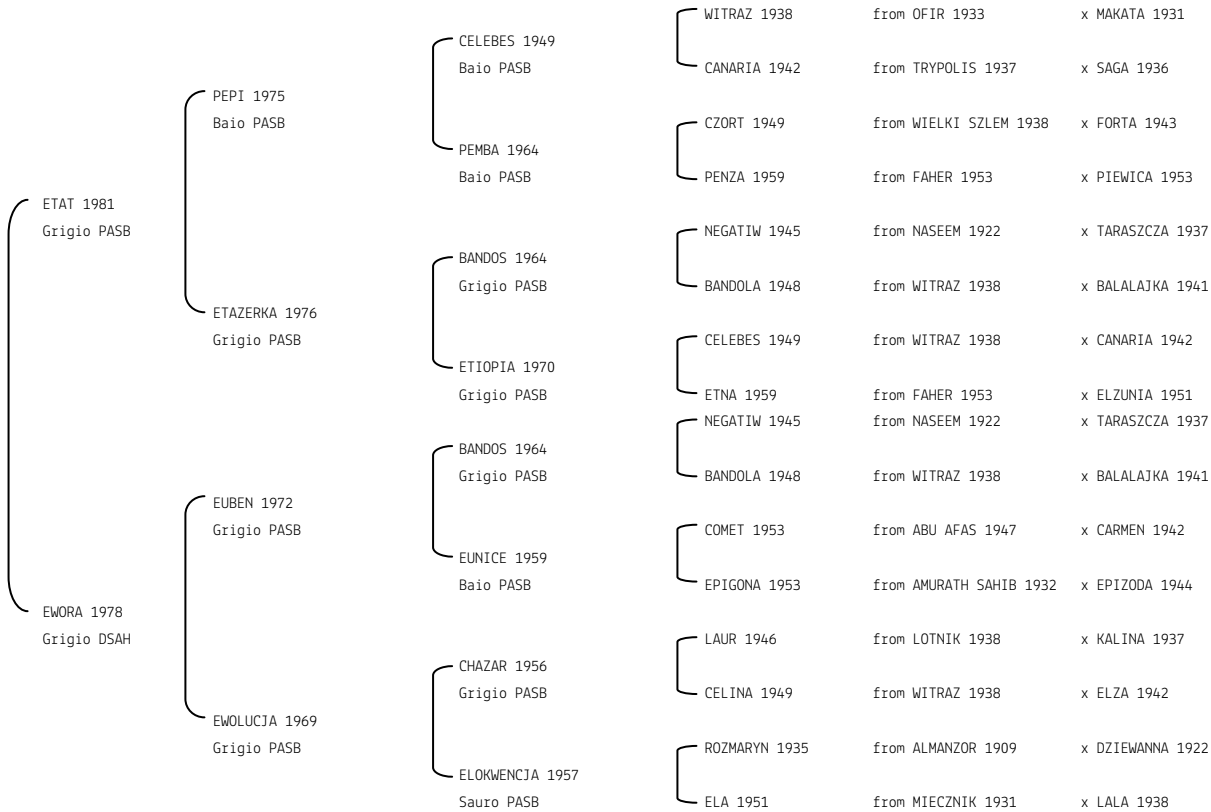 WITRAZ 1938 from OFIR 1933 x MAKATA 1931
CELEBES 1949
Baio PASB
CANARIA 1942 from TRYPOLIS 1937 x SAGA 1936
PEPI 1975
Baio PASB
CZORT 1949 from WIELKI SZLEM 1938 x FORTA 1943
PEMBA 1964
Baio PASB
PENZA 1959 from FAHER 1953 x PIEWICA 1953
ETAT 1981
Grigio PASB
NEGATIW 1945 from NASEEM 1922 x TARASZCZA 1937
BANDOS 1964
Grigio PASB
BANDOLA 1948 from WITRAZ 1938 x BALALAJKA 1941
ETAZERKA 1976
Grigio PASB
CELEBES 1949 from WITRAZ 1938 x CANARIA 1942
ETIOPIA 1970
Grigio PASB
ETNA 1959 from FAHER 1953 x ELZUNIA 1951
NEGATIW 1945 from NASEEM 1922 x TARASZCZA 1937
BANDOS 1964
Grigio PASB
BANDOLA 1948 from WITRAZ 1938 x BALALAJKA 1941
EUBEN 1972
Grigio PASB
COMET 1953 from ABU AFAS 1947 x CARMEN 1942
EUNICE 1959
Baio PASB
EPIGONA 1953 from AMURATH SAHIB 1932 x EPIZODA 1944
EWORA 1978
Grigio DSAH
LAUR 1946 from LOTNIK 1938 x KALINA 1937
CHAZAR 1956
Grigio PASB
CELINA 1949 from WITRAZ 1938 x ELZA 1942
EWOLUCJA 1969
Grigio PASB
ROZMARYN 1935 from ALMANZOR 1909 x DZIEWANNA 1922
ELOKWENCJA 1957
Sauro PASB
ELA 1951 from MIECZNIK 1931 x LALA 1938